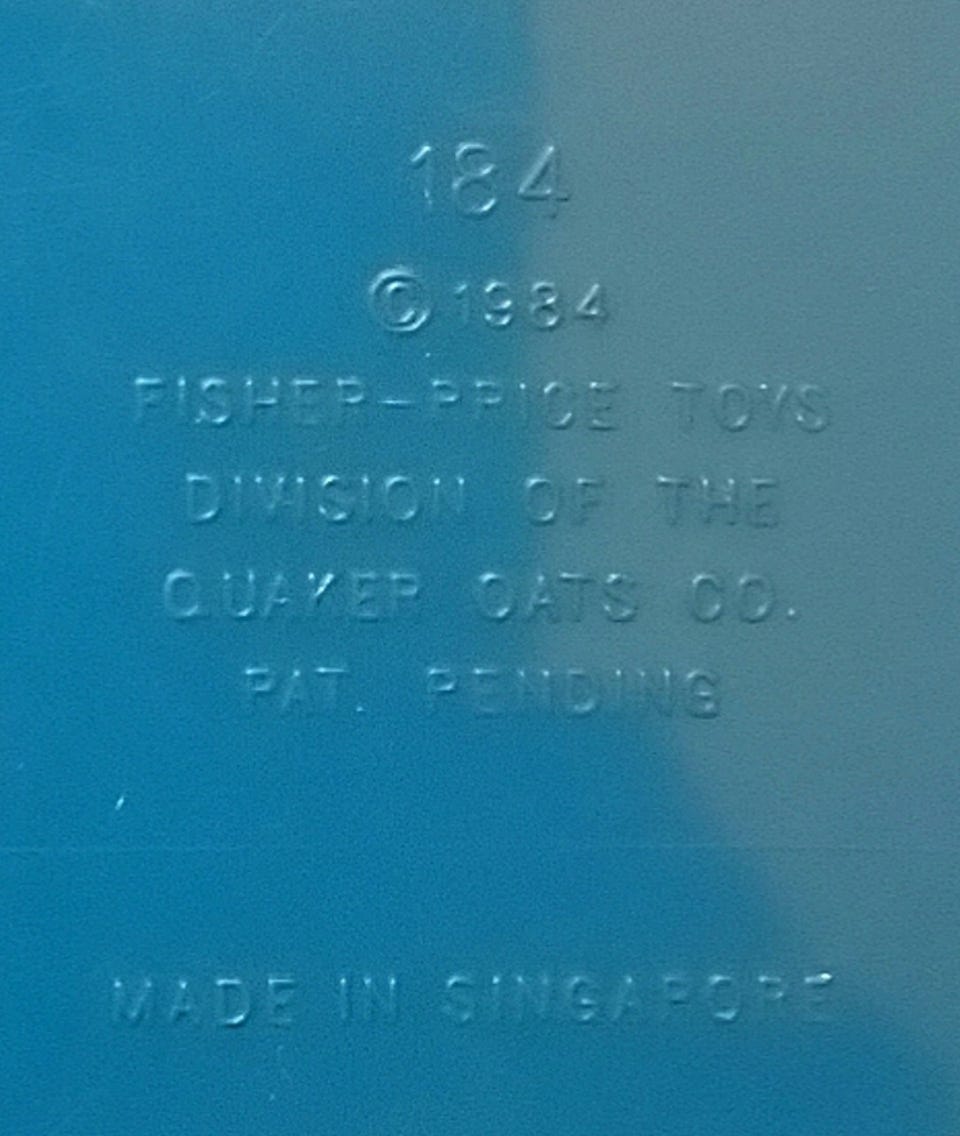 184
© 1984
FISHER-PRICE TOYS
DIVISION OF THE
QUAKER OATS CO.
PAT. PENDING
MADE IN SINGAPORE